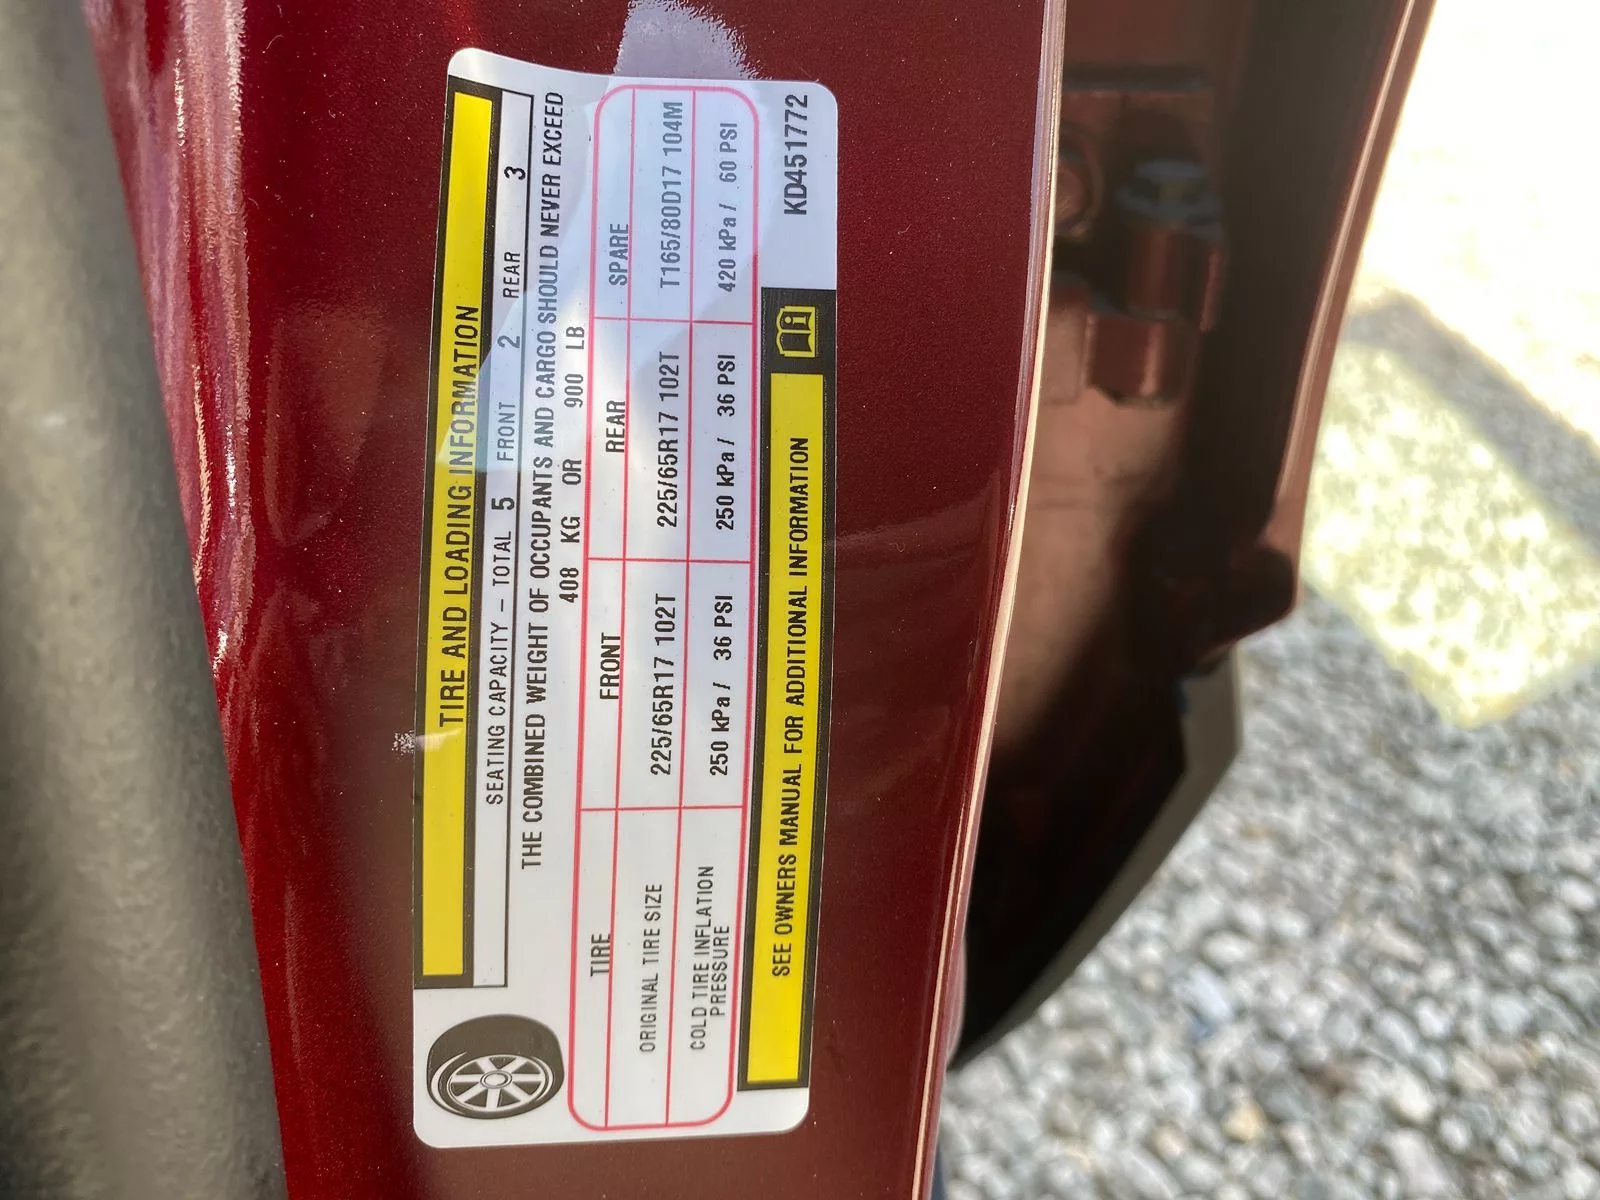 TIRE AND LOADING INFORMATION
SEATING CAPACITY – TOTAL 5 FRONT 2 REAR 3
THE COMBINED WEIGHT OF OCCUPANTS AND CARGO SHOULD NEVER EXCEED
408 KG OR 900 LB
TIRE FRONT REAR SPARE
ORIGINAL TIRE SIZE 225/65R17 102T 225/65R17 102T T165/80D17 104M
COLD TIRE INFLATION PRESSURE 250 kPa / 36 PSI 250 kPa / 36 PSI 420 kPa / 60 PSI
SEE OWNERS MANUAL FOR ADDITIONAL INFORMATION
KD451772